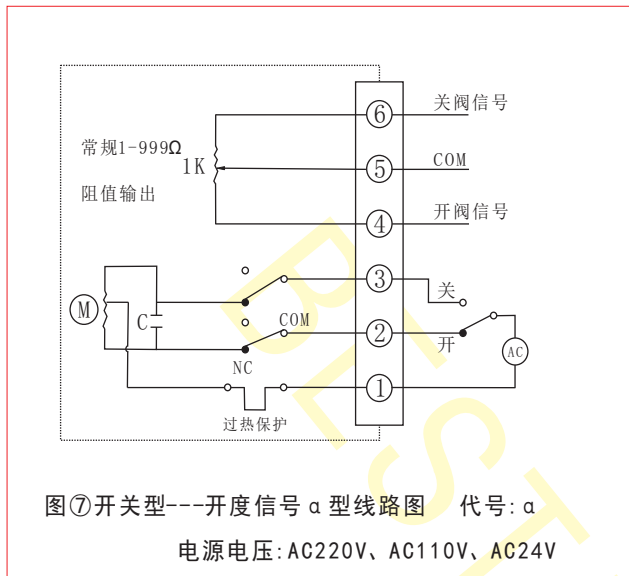 ⑥ 关阀信号
常规1-999Ω
1K ⑤ COM
阻值输出
④ 开阀信号
③ 关
M C COM ② 开 AC
NC
①
过热保护
BEST
图⑦开关型---开度信号α型线路图 代号:α
电源电压:AC220V、AC110V、AC24V